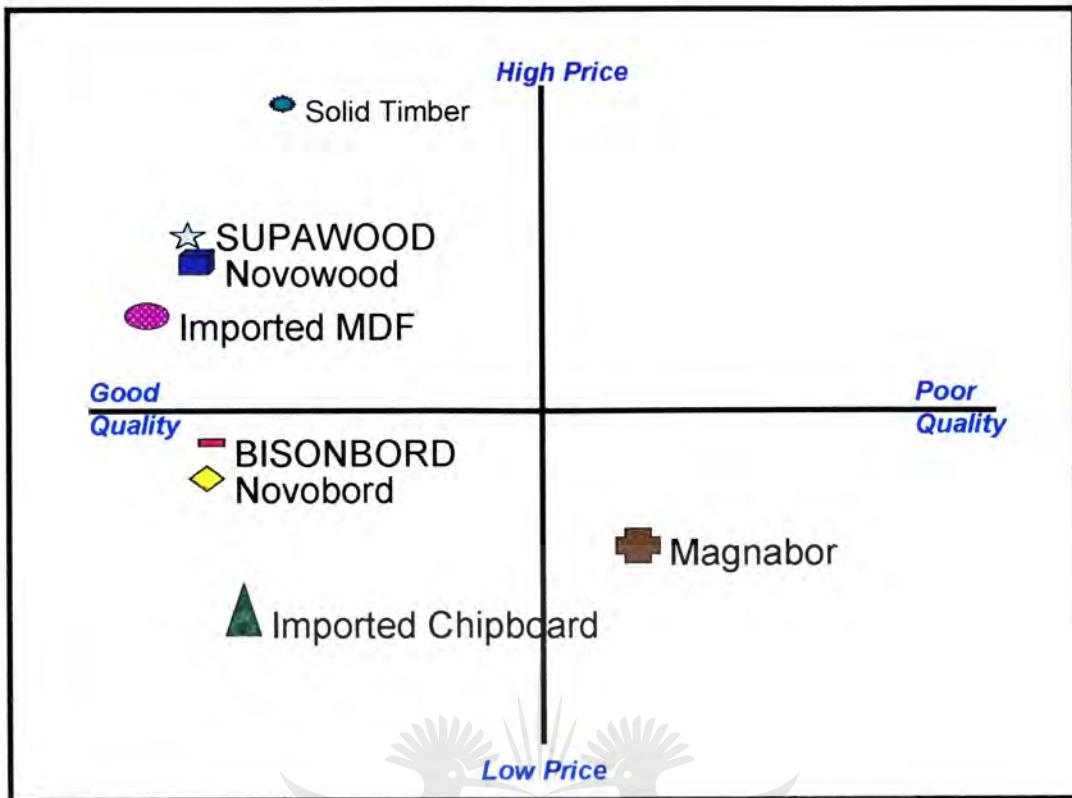 High Price
Solid Timber
SUPAWOOD
Novowood
Imported MDF
Good
Quality
Poor
Quality
BISONBORD
Novobord
Magnabor
Imported Chipboard
Low Price